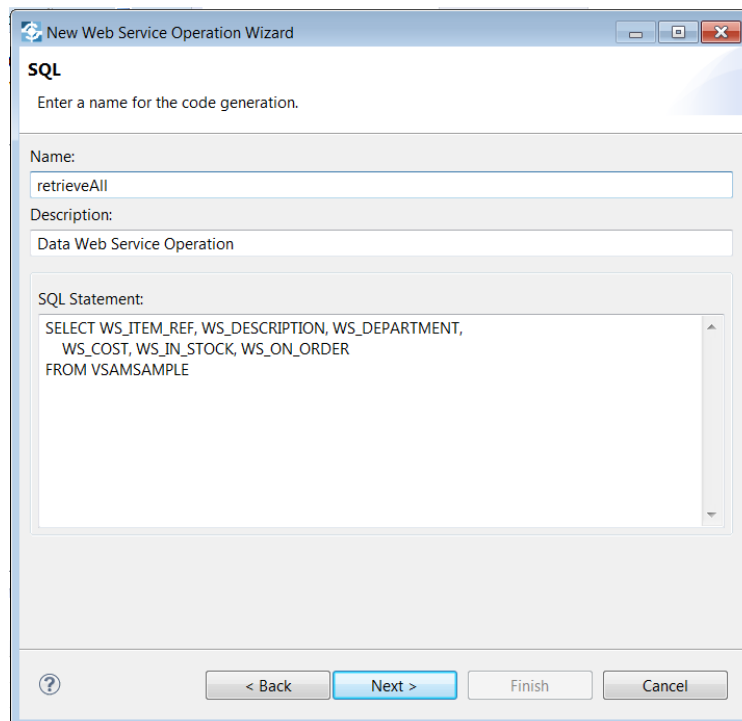 New Web Service Operation Wizard
SQL
Enter a name for the code generation.
Name:
retrieveAll
Description:
Data Web Service Operation
SQL Statement:
SELECT WS_ITEM_REF, WS_DESCRIPTION, WS_DEPARTMENT,
WS_COST, WS_IN_STOCK, WS_ON_ORDER
FROM VSAMSAMPLE
? < Back Next > Finish Cancel